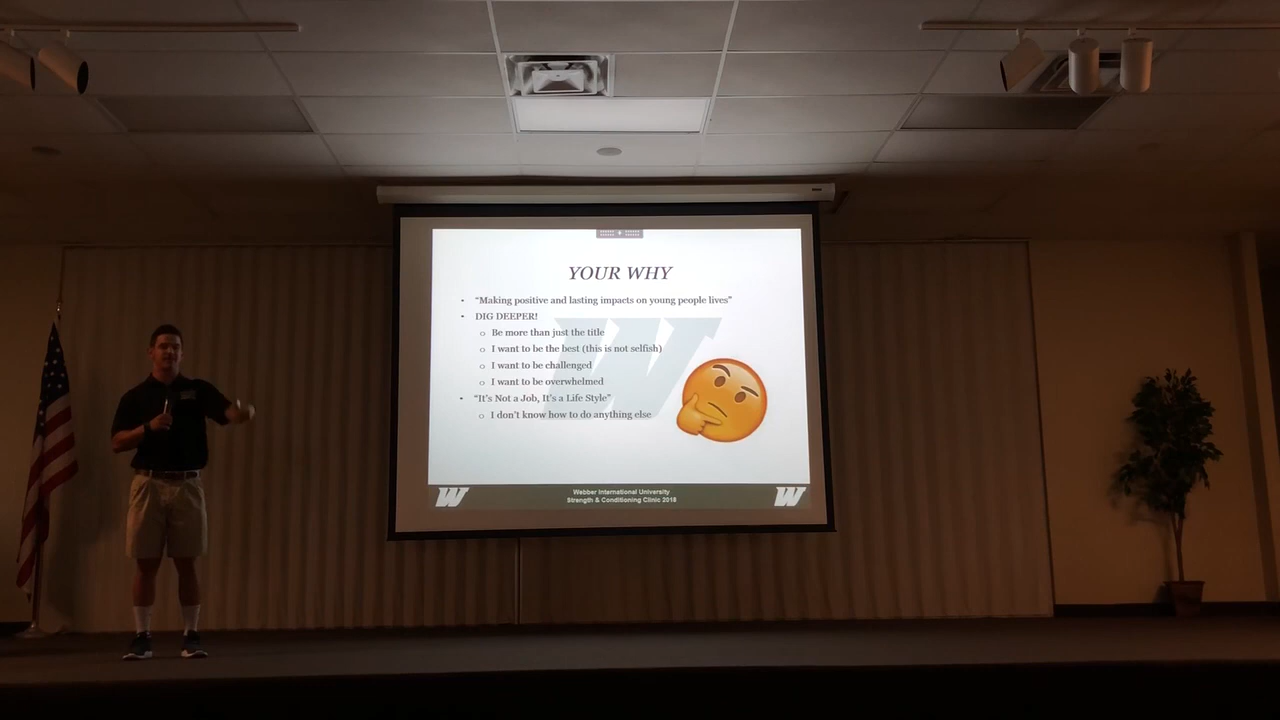 YOUR WHY
• "Making positive and lasting impacts on young people lives"
• DIG DEEPER!
o Be more than just the title
o I want to be the best (this is not selfish)
o I want to be challenged
o I want to be overwhelmed
• "It's Not a Job, It's a Life Style"
o I don't know how to do anything else
W
Webber International University
Strength & Conditioning Clinic 2018
W
W